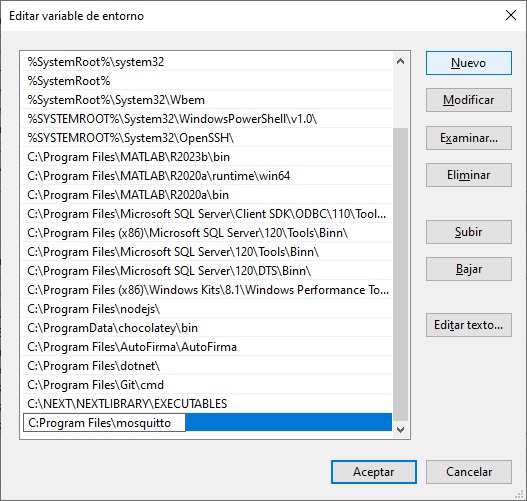 Editar variable de entorno
%SystemRoot%\system32
%SystemRoot%
%SystemRoot%\System32\Wbem
%SYSTEMROOT%\System32\WindowsPowerShell\v1.0\
%SYSTEMROOT%\System32\OpenSSH\
C:\Program Files\MATLAB\R2023b\bin
C:\Program Files\MATLAB\R2020a\runtime\win64
C:\Program Files\MATLAB\R2020a\bin
C:\Program Files\Microsoft SQL Server\Client SDK\ODBC\110\Tool...
C:\Program Files (x86)\Microsoft SQL Server\120\Tools\Binn\
C:\Program Files\Microsoft SQL Server\120\Tools\Binn\
C:\Program Files\Microsoft SQL Server\120\DTS\Binn\
C:\Program Files (x86)\Windows Kits\8.1\Windows Performance To...
C:\Program Files\nodejs\
C:\ProgramData\chocolatey\bin
C:\Program Files\AutoFirma\AutoFirma
C:\Program Files\dotnet\
C:\Program Files\Git\cmd
C:\NEXT\NEXTLIBRARY\EXECUTABLES
C:Program Files\mosquitto
Nuevo
Modificar
Examinar...
Eliminar
Subir
Bajar
Editar texto...
Aceptar
Cancelar